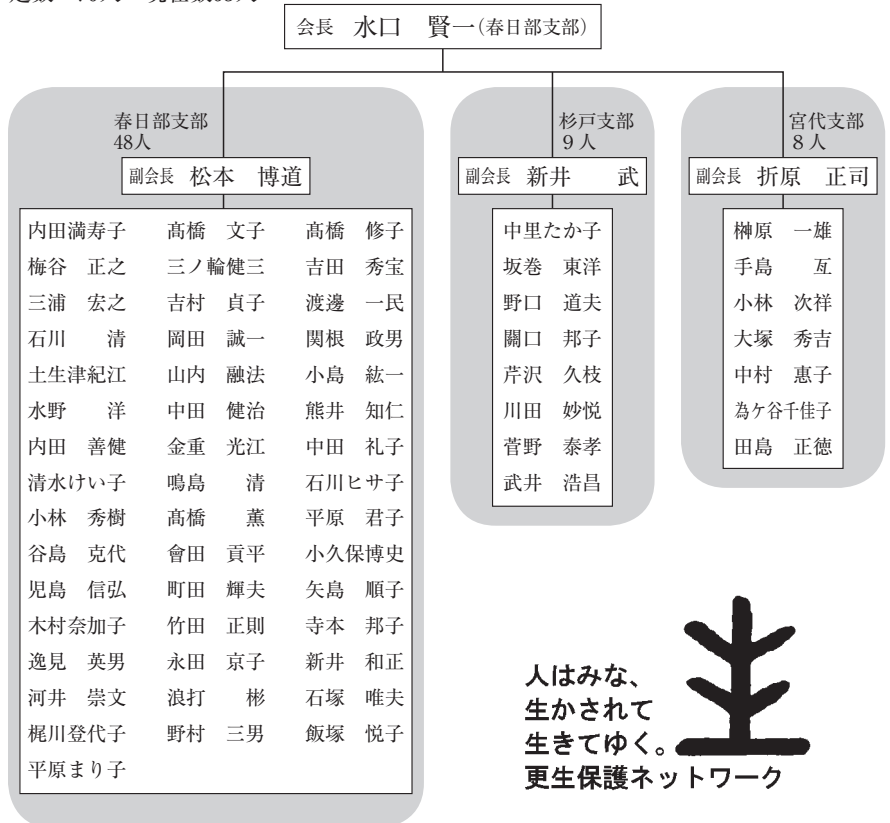 会長 水口 賢一(春日部支部)
春日部支部
48人
副会長 松本 博道
内田満寿子 髙橋 文子 髙橋 修子
梅谷 正之 三ノ輪健三 吉田 秀宝
三浦 宏之 吉村 貞子 渡邊 一民
石川 清 岡田 誠一 関根 政男
土生津紀江 山内 融法 小島 紘一
水野 洋 中田 健治 熊井 知仁
内田 善健 金重 光江 中田 礼子
清水けい子 鳴島 清 石川ヒサ子
小林 秀樹 髙橋 薫 平原 君子
谷島 克代 會田 貢平 小久保博史
児島 信弘 町田 輝夫 矢島 順子
木村奈加子 竹田 正則 寺本 邦子
逸見 英男 永田 京子 新井 和正
河井 崇文 浪打 彬 石塚 唯夫
梶川登代子 野村 三男 飯塚 悦子
平原まり子
杉戸支部
9人
副会長 新井 武
中里たか子
坂巻 東洋
野口 道夫
關口 邦子
芹沢 久枝
川田 妙悦
菅野 泰孝
武井 浩昌
宮代支部
8人
副会長 折原 正司
榊原 一雄
手島 亙
小林 次祥
大塚 秀吉
中村 惠子
為ケ谷千佳子
田島 正徳
人はみな、
生かされて
生きてゆく。
更生保護ネットワーク